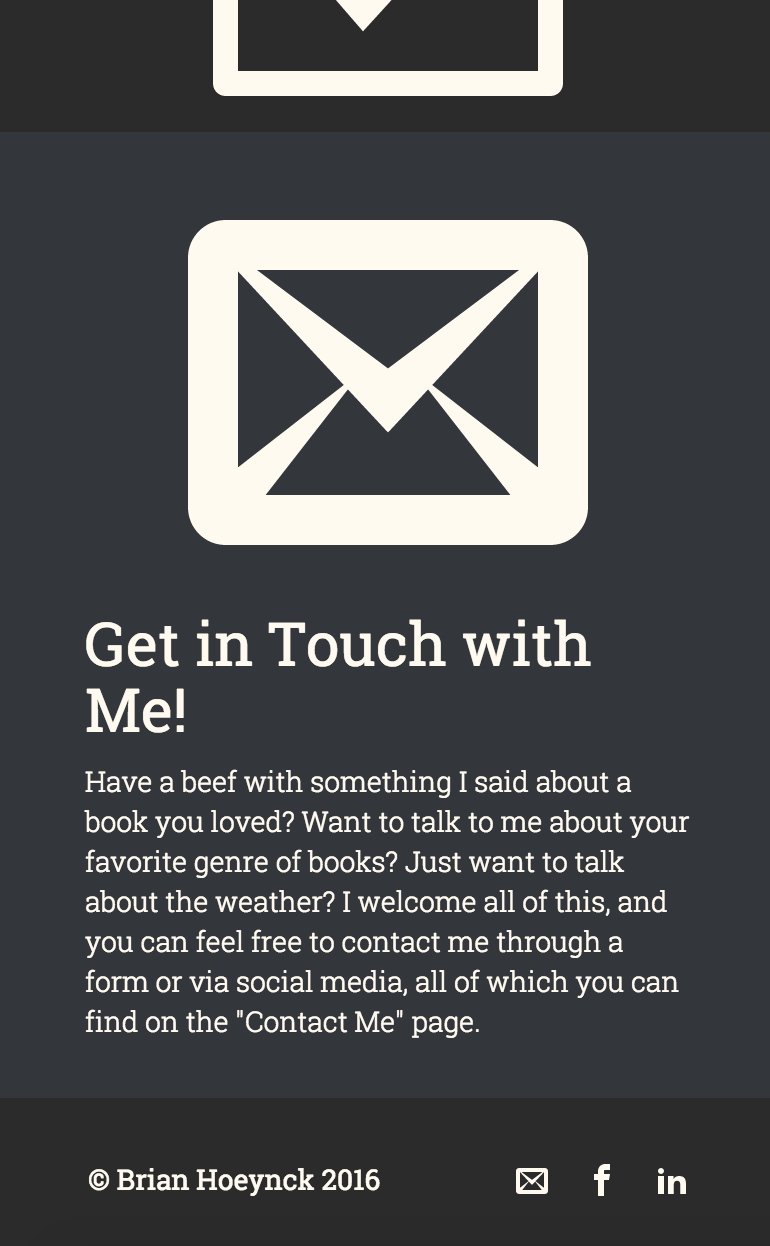 Get in Touch with
Me!
Have a beef with something I said about a
book you loved? Want to talk to me about your
favorite genre of books? Just want to talk
about the weather? I welcome all of this, and
you can feel free to contact me through a
form or via social media, all of which you can
find on the "Contact Me" page.
© Brian Hoeynck 2016
f
in